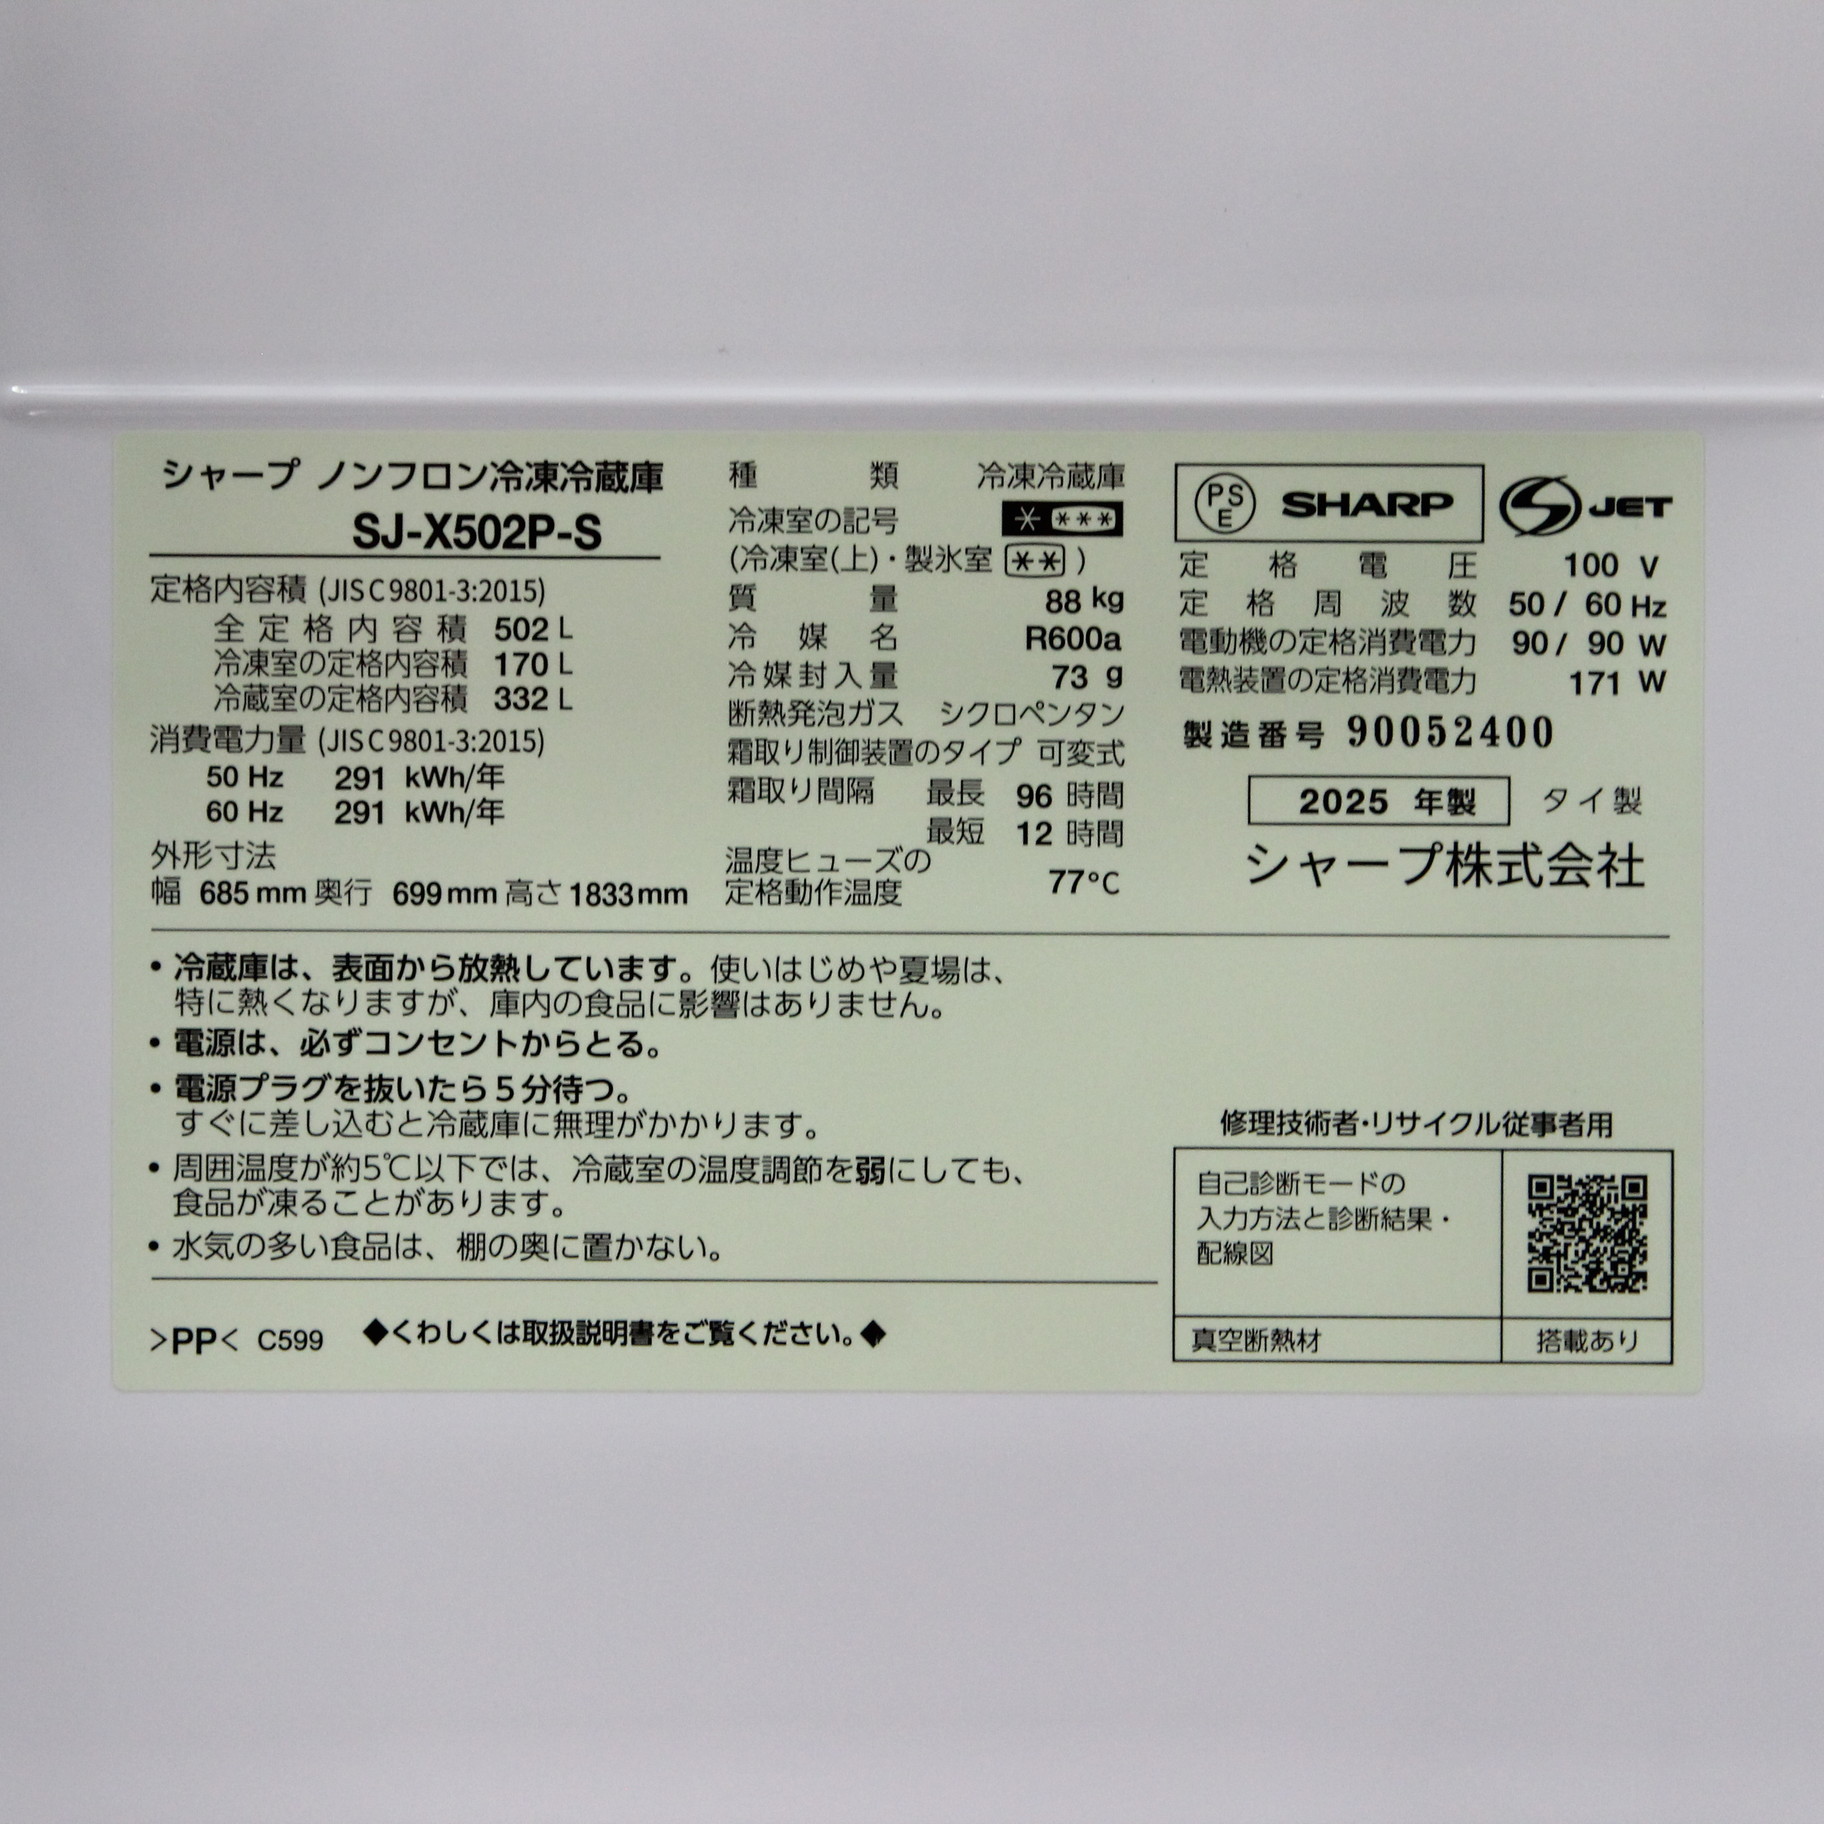 シャープ ノンフロン冷凍冷蔵庫
SJ-X502P-S
定格内容積 (JIS C 9801-3:2015)
全定格内容積 502 L
冷凍室の定格内容積 170 L
冷蔵室の定格内容積 332 L
消費電力量 (JIS C 9801-3:2015)
50 Hz 291 kWh/年
60 Hz 291 kWh/年
外形寸法
幅 685 mm 奥行 699 mm 高さ 1833 mm
種類 冷凍冷蔵庫
冷凍室の記号 * ***
(冷凍室(上)・製氷室 ** )
質量 88 kg
冷媒名 R600a
冷媒封入量 73 g
断熱発泡ガス シクロペンタン
霜取り制御装置のタイプ 可変式
霜取り間隔 最長 96 時間
最短 12 時間
温度ヒューズの
定格動作温度 77°C
PS E SHARP S JET
定格電圧 100 V
定格周波数 50 / 60 Hz
電動機の定格消費電力 90 / 90 W
電熱装置の定格消費電力 171 W
製造番号 90052400
2025 年製 タイ製
シャープ株式会社
• 冷蔵庫は、表面から放熱しています。使いはじめや夏場は、
特に熱くなりますが、庫内の食品に影響はありません。
• 電源は、必ずコンセントからとる。
• 電源プラグを抜いたら5分待つ。
すぐに差し込むと冷蔵庫に無理がかかります。
• 周囲温度が約5℃以下では、冷蔵室の温度調節を弱にしても、
食品が凍ることがあります。
• 水気の多い食品は、棚の奥に置かない。
>PP< C599 ◆くわしくは取扱説明書をご覧ください。◆
修理技術者・リサイクル従事者用
自己診断モードの
入力方法と診断結果・
配線図
真空断熱材 搭載あり